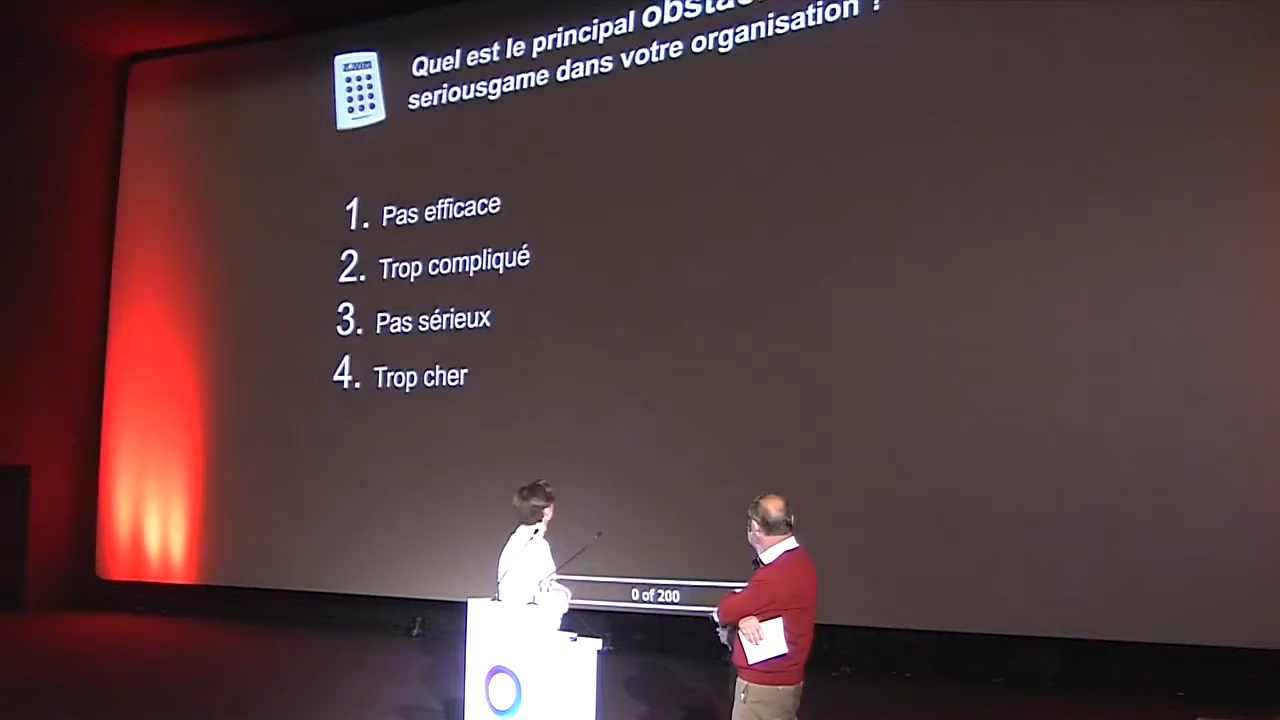 Quel est le principal
seriousgame dans votre organisation ?
1. Pas efficace
2. Trop compliqué
3. Pas sérieux
4. Trop cher
0 of 200